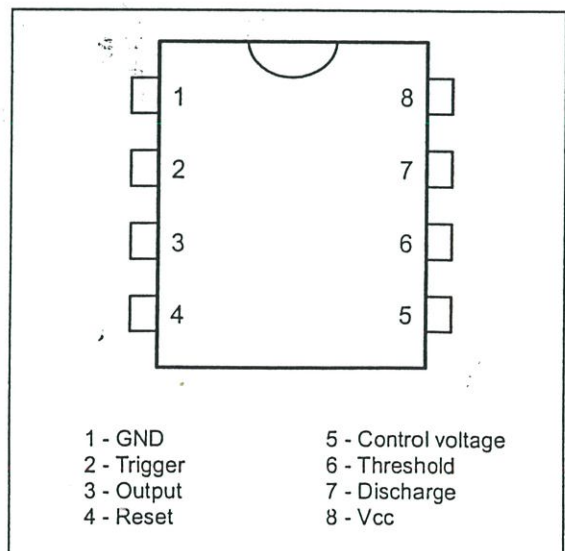 1 8
2 7
3 6
4 5
1 - GND
2 - Trigger
3 - Output
4 - Reset
5 - Control voltage
6 - Threshold
7 - Discharge
8 - Vcc